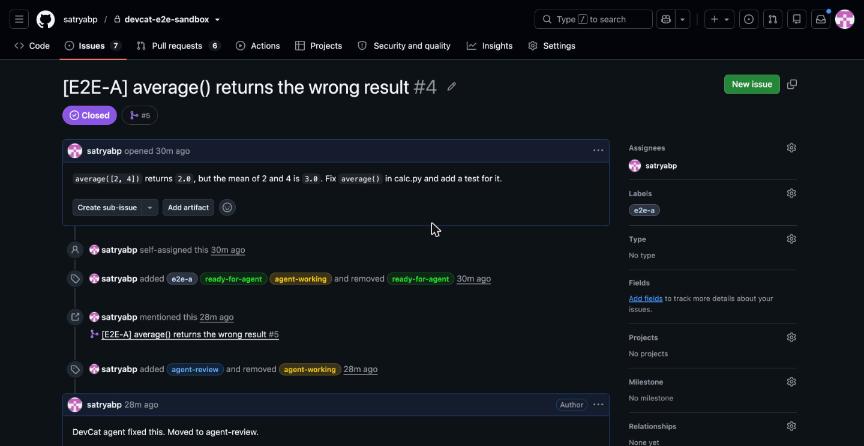 satryabp / devcat-e2e-sandbox
Type / to search
Code Issues 7 Pull requests 6 Actions Projects Security and quality Insights Settings
[E2E-A] average() returns the wrong result #4
New issue
Closed #5
satryabp opened 30m ago
average([2, 4]) returns 2.0, but the mean of 2 and 4 is 3.0. Fix average() in calc.py and add a test for it.
Create sub-issue Add artifact
satryabp self-assigned this 30m ago
satryabp added e2e-a ready-for-agent agent-working and removed ready-for-agent 30m ago
satryabp mentioned this 28m ago
[E2E-A] average() returns the wrong result #5
satryabp added agent-review and removed agent-working 28m ago
satryabp 28m ago Author
DevCat agent fixed this. Moved to agent-review.
Assignees
satryabp
Labels
e2e-a
Type
No type
Fields
Add fields to track more details about your
issues.
Projects
No projects
Milestone
No milestone
Relationships
None yet